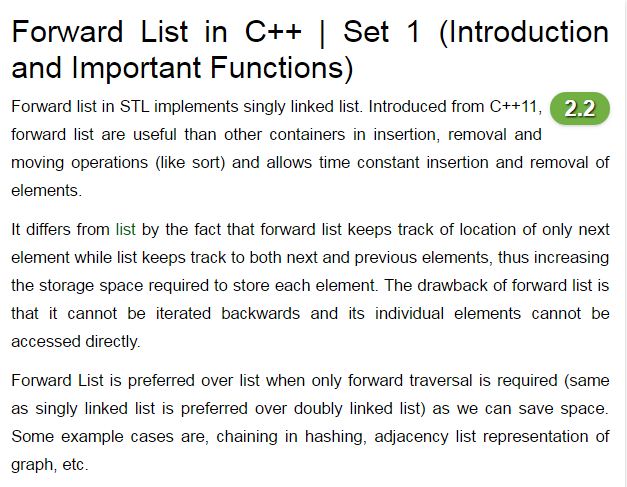 Forward List in C++ | Set 1 (Introduction
and Important Functions)
Forward list in STL implements singly linked list. Introduced from C++11,
2.2
forward list are useful than other containers in insertion, removal and
moving operations (like sort) and allows time constant insertion and removal of
elements.
It differs from list by the fact that forward list keeps track of location of only next
element while list keeps track to both next and previous elements, thus increasing
the storage space required to store each element. The drawback of forward list is
that it cannot be iterated backwards and its individual elements cannot be
accessed directly.
Forward List is preferred over list when only forward traversal is required (same
as singly linked list is preferred over doubly linked list) as we can save space.
Some example cases are, chaining in hashing, adjacency list representation of
graph, etc.